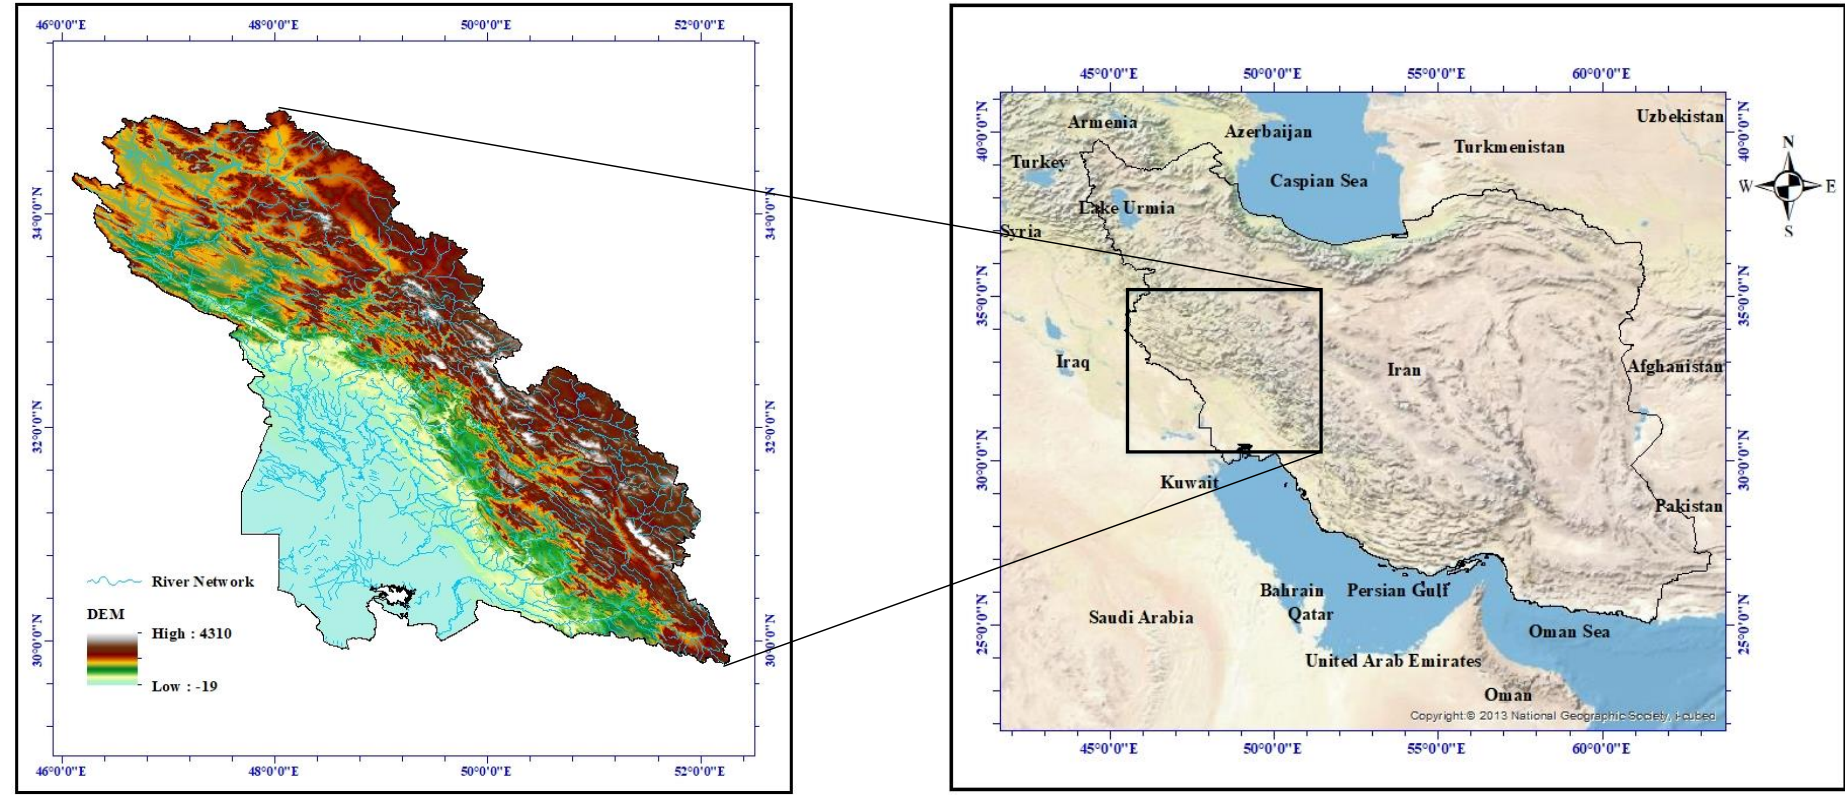 46°0'0"E 48°0'0"E 50°0'0"E 52°0'0"E
34°0'0"N
32°0'0"N
30°0'0"N
34°0'0"N
32°0'0"N
30°0'0"N
River Network
DEM
High : 4310
Low : -19
46°0'0"E 48°0'0"E 50°0'0"E 52°0'0"E
45°0'0"E 50°0'0"E 55°0'0"E 60°0'0"E
40°0'0"N
35°0'0"N
30°0'0"N
25°0'0"N
Armenia
Azerbaijan
Uzbekistan
Turkey
Turkmenistan
Caspian Sea
Lake Urmia
Syria
Iraq
Iran
Afghanistan
Kuwait
Pakistan
Bahrain
Persian Gulf
Qatar
Saudi Arabia
Oman Sea
United Arab Emirates
Oman
Copyright:© 2013 National Geographic Society, i-cubed
40°0'0"N
35°0'0"N
30°0'0"N
25°0'0"N
45°0'0"E 50°0'0"E 55°0'0"E 60°0'0"E
N
W E
S